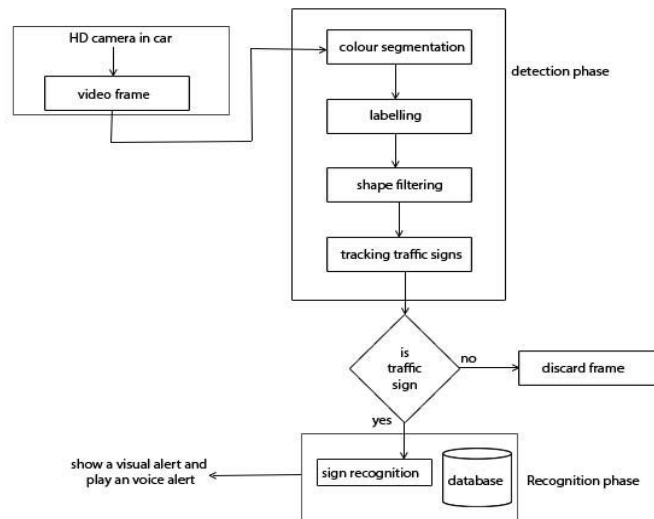 HD camera in car
video frame
colour segmentation
labelling
shape filtering
tracking traffic signs
detection phase
is
traffic
sign
no
discard frame
yes
sign recognition
database
Recognition phase
show a visual alert and
play an voice alert